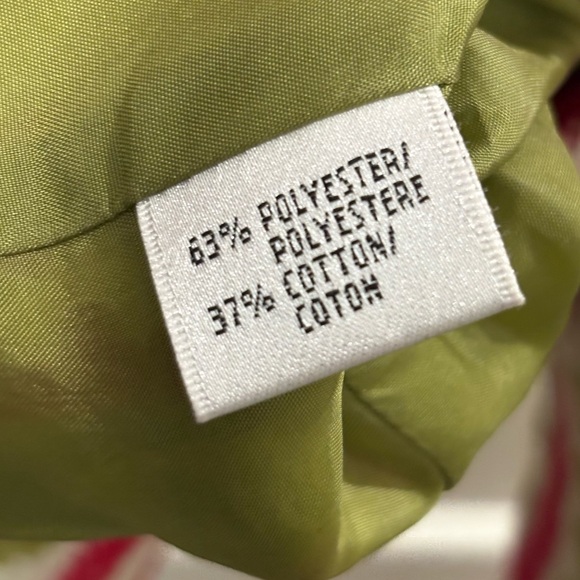 63% POLYESTER/
POLYESTERE
37% COTTON/
COTON